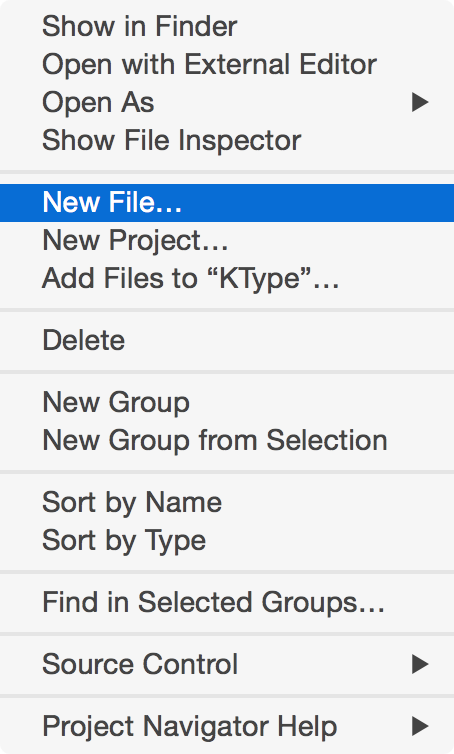 Show in Finder
Open with External Editor
Open As
Show File Inspector
New File…
New Project…
Add Files to “KType”…
Delete
New Group
New Group from Selection
Sort by Name
Sort by Type
Find in Selected Groups…
Source Control
Project Navigator Help